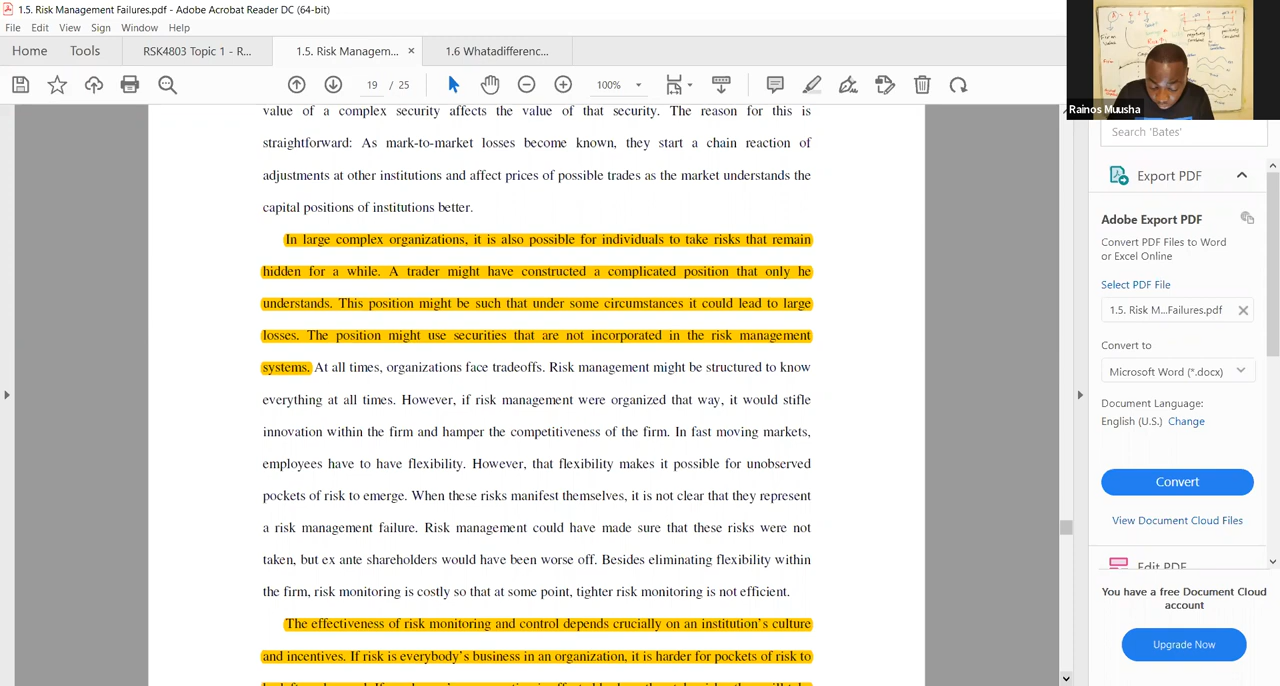 1.5. Risk Management Failures.pdf - Adobe Acrobat Reader DC (64-bit)
File Edit View Sign Window Help
Home Tools RSK4803 Topic 1 - R... 1.5. Risk Managem... × 1.6 Whatadifferenc...
19 / 25 100%
Rainos Muusha
value of a complex security affects the value of that security. The reason for this is
straightforward: As mark-to-market losses become known, they start a chain reaction of
adjustments at other institutions and affect prices of possible trades as the market understands the
capital positions of institutions better.
In large complex organizations, it is also possible for individuals to take risks that remain
hidden for a while. A trader might have constructed a complicated position that only he
understands. This position might be such that under some circumstances it could lead to large
losses. The position might use securities that are not incorporated in the risk management
systems. At all times, organizations face tradeoffs. Risk management might be structured to know
everything at all times. However, if risk management were organized that way, it would stifle
innovation within the firm and hamper the competitiveness of the firm. In fast moving markets,
employees have to have flexibility. However, that flexibility makes it possible for unobserved
pockets of risk to emerge. When these risks manifest themselves, it is not clear that they represent
a risk management failure. Risk management could have made sure that these risks were not
taken, but ex ante shareholders would have been worse off. Besides eliminating flexibility within
the firm, risk monitoring is costly so that at some point, tighter risk monitoring is not efficient.
The effectiveness of risk monitoring and control depends crucially on an institution's culture
and incentives. If risk is everybody's business in an organization, it is harder for pockets of risk to
Search 'Bates'
Export PDF
Adobe Export PDF
Convert PDF Files to Word
or Excel Online
Select PDF File
1.5. Risk M...Failures.pdf
Convert to
Microsoft Word (*.docx)
Document Language:
English (U.S.) Change
Convert
View Document Cloud Files
Edit PDF
You have a free Document Cloud
account
Upgrade Now